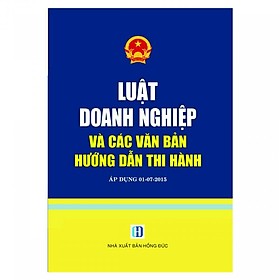 LUẬT
DOANH NGHIỆP
VÀ CÁC VĂN BẢN
HƯỚNG DẪN THI HÀNH
ÁP DỤNG 01-07-2015
NHÀ XUẤT BẢN HỒNG ĐỨC